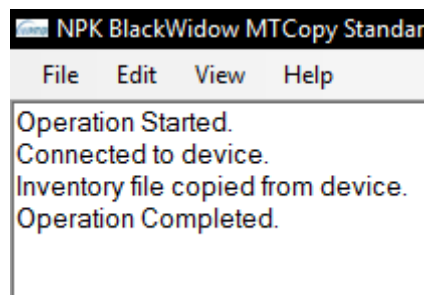 NPK BlackWidow MTCopy Standar
File Edit View Help
Operation Started.
Connected to device.
Inventory file copied from device.
Operation Completed.